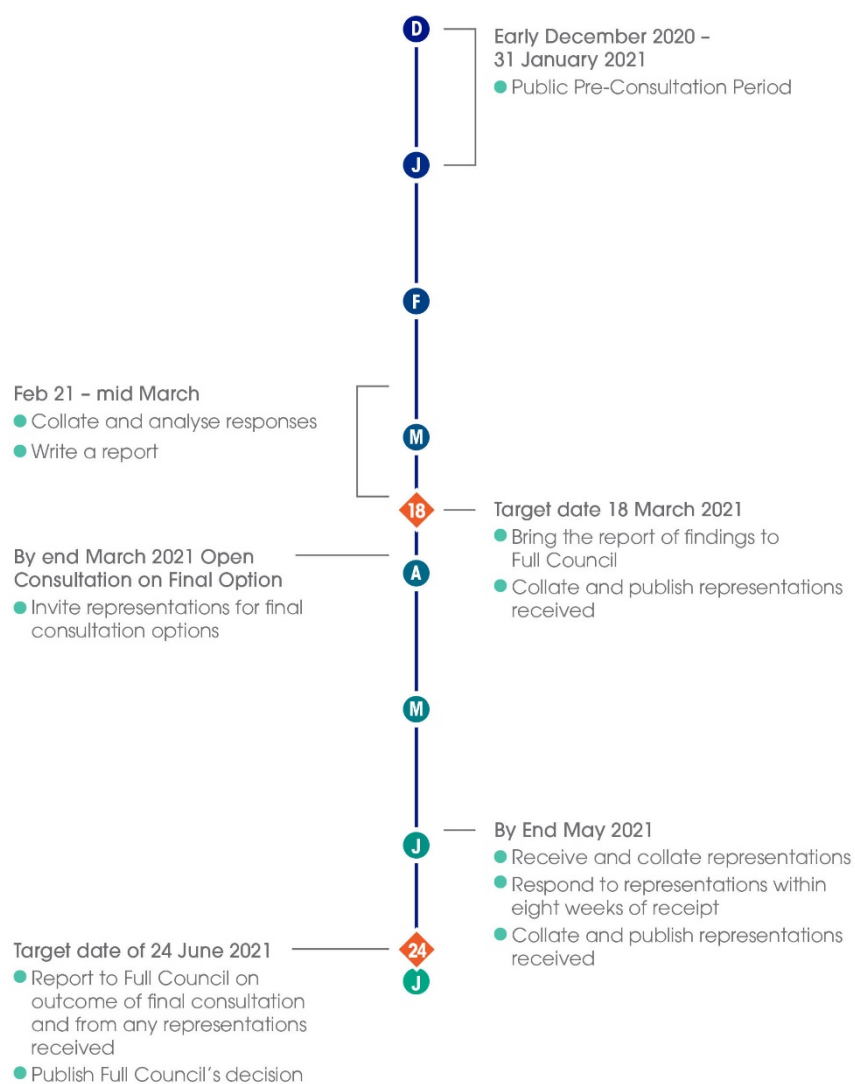 D
Early December 2020 –
31 January 2021
Public Pre-Consultation Period
J
F
Feb 21 – mid March
Collate and analyse responses
Write a report
M
18
Target date 18 March 2021
Bring the report of findings to
Full Council
Collate and publish representations
received
By end March 2021 Open
Consultation on Final Option
Invite representations for final
consultation options
A
M
By End May 2021
Receive and collate representations
Respond to representations within
eight weeks of receipt
Collate and publish representations
received
J
24
Target date of 24 June 2021
Report to Full Council on
outcome of final consultation
and from any representations
received
Publish Full Council's decision
J